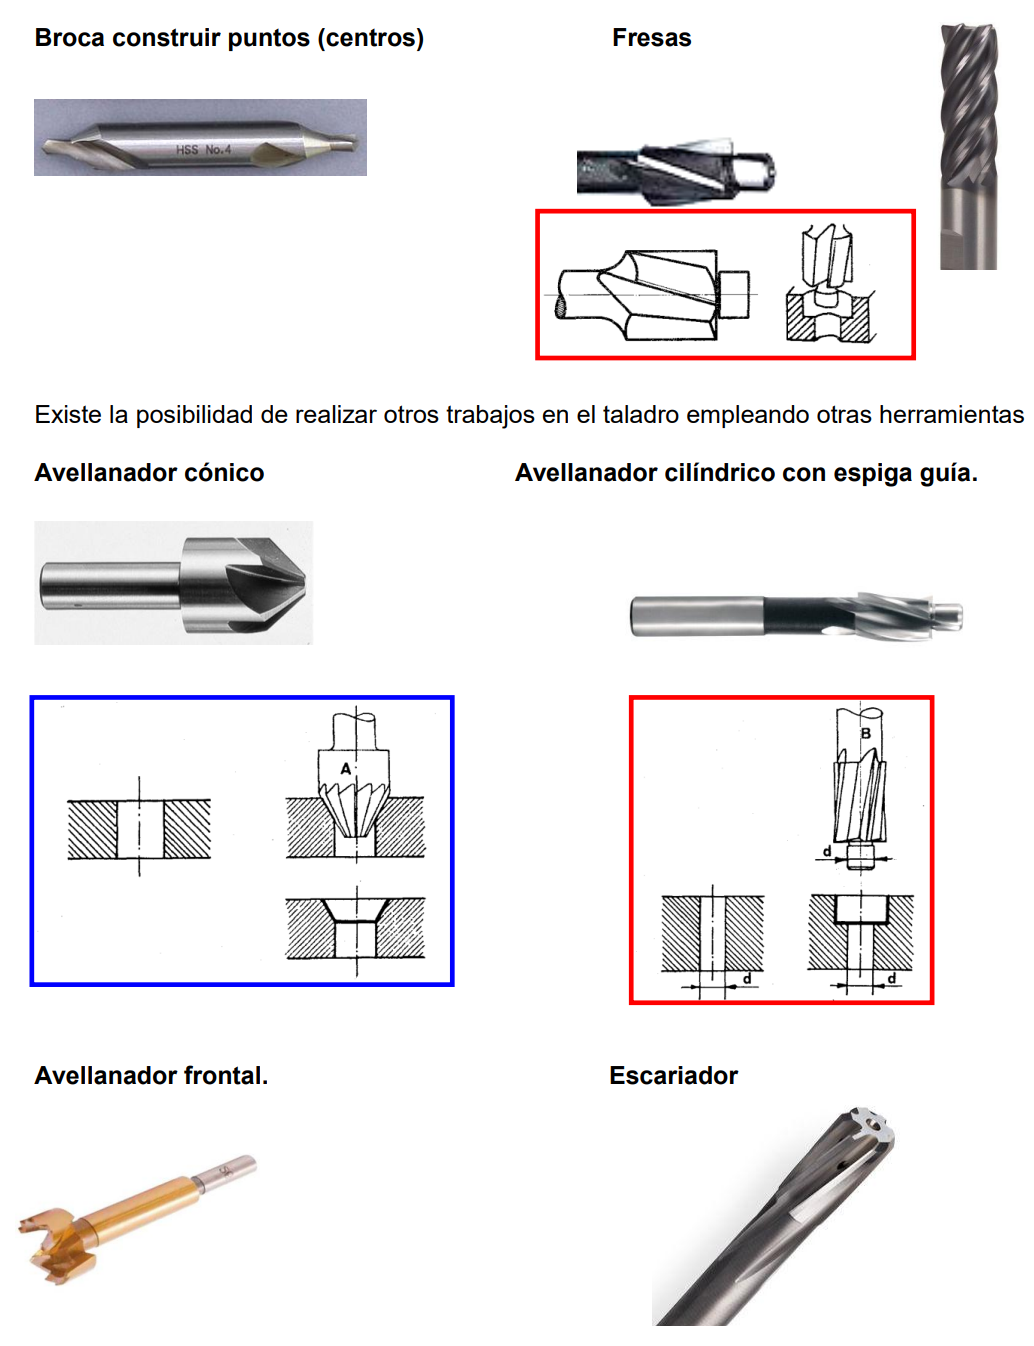 Broca construir puntos (centros)
Fresas
HSS No.4
Existe la posibilidad de realizar otros trabajos en el taladro empleando otras herramientas
Avellanador cónico
Avellanador cilíndrico con espiga guía.
A
B
d
d
d
Avellanador frontal.
Escariador